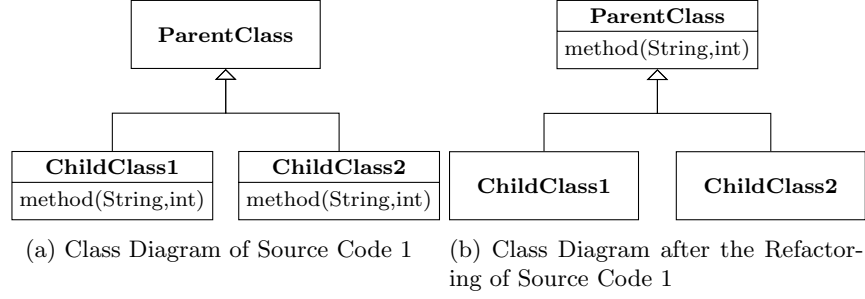 ParentClass
ChildClass1
method(String,int)
ChildClass2
method(String,int)
(a) Class Diagram of Source Code 1
ParentClass
method(String,int)
ChildClass1
ChildClass2
(b) Class Diagram after the Refactor-
ing of Source Code 1